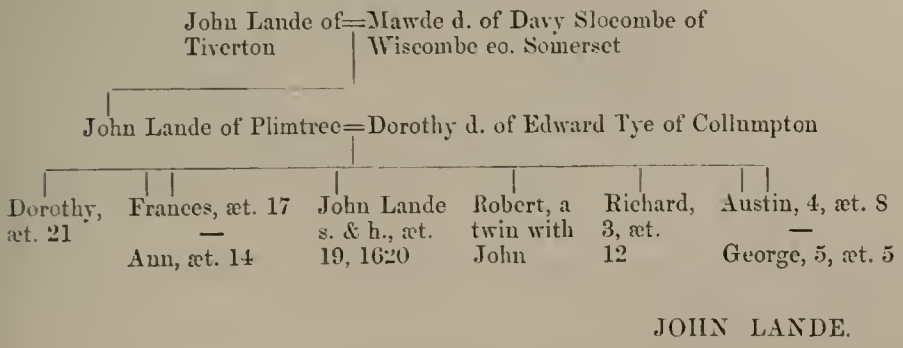 John Lande of=Mawde d. of Davy Slocombe of
Tiverton Wiscombe co. Somerset
John Lande of Plimtree=Dorothy d. of Edward Tye of Collumpton
Dorothy, Frances, æt. 17 John Lande Robert, a Richard, Austin, 4, æt. 8
æt. 21 — s. & h., æt. twin with 3, æt. —
Ann, æt. 14 19, 1620 John 12 George, 5, æt. 5
JOHN LANDE.